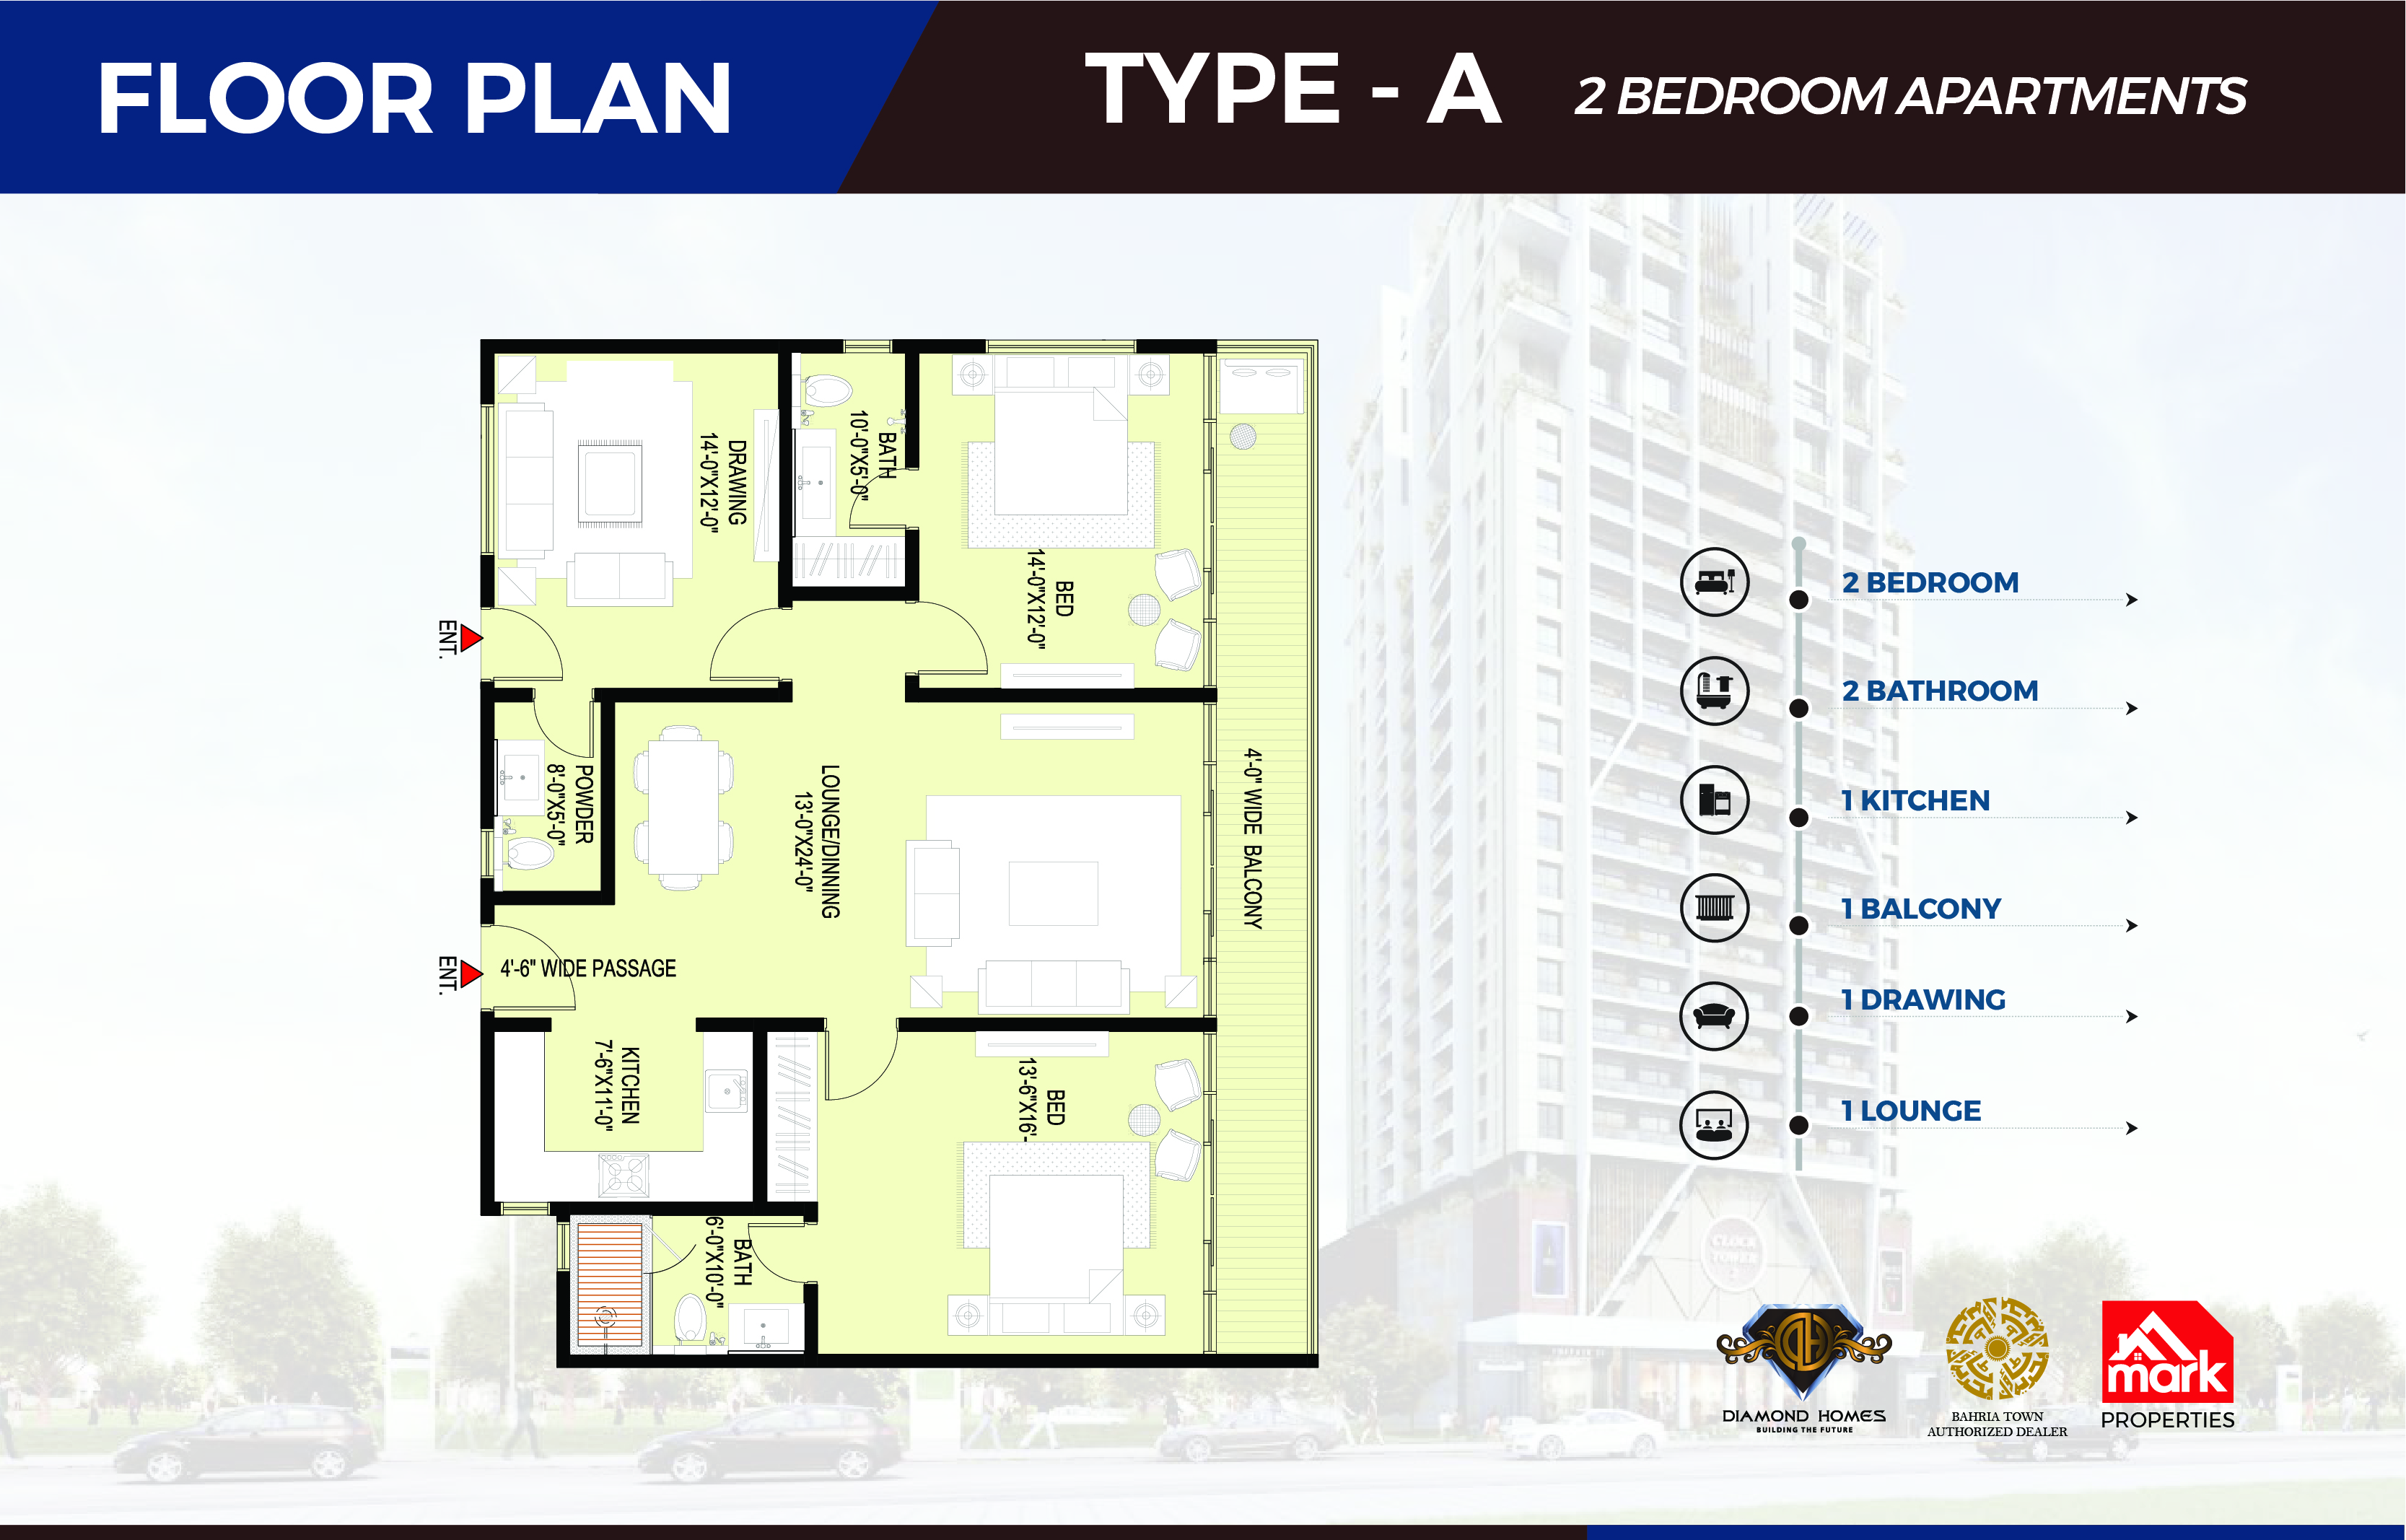 FLOOR PLAN
TYPE - A
2 BEDROOM APARTMENTS
DRAWING
14'-0"X12'-0"
BATH
10'-0"X5'-0"
BED
14'-0"X12'-0"
ENT.
POWDER
8'-0"X5'-0"
LOUNGE/DINNING
13'-0"X24'-0"
4'-0" WIDE BALCONY
ENT.
4'-6" WIDE PASSAGE
KITCHEN
7'-6"X11'-0"
BED
13'-6"X16'-
BATH
6'-0"X10'-0"
2 BEDROOM
2 BATHROOM
1 KITCHEN
1 BALCONY
1 DRAWING
1 LOUNGE
CLOCK
TOWER
DIAMOND HOMES
BUILDING THE FUTURE
BAHRIA TOWN
AUTHORIZED DEALER
mark
PROPERTIES